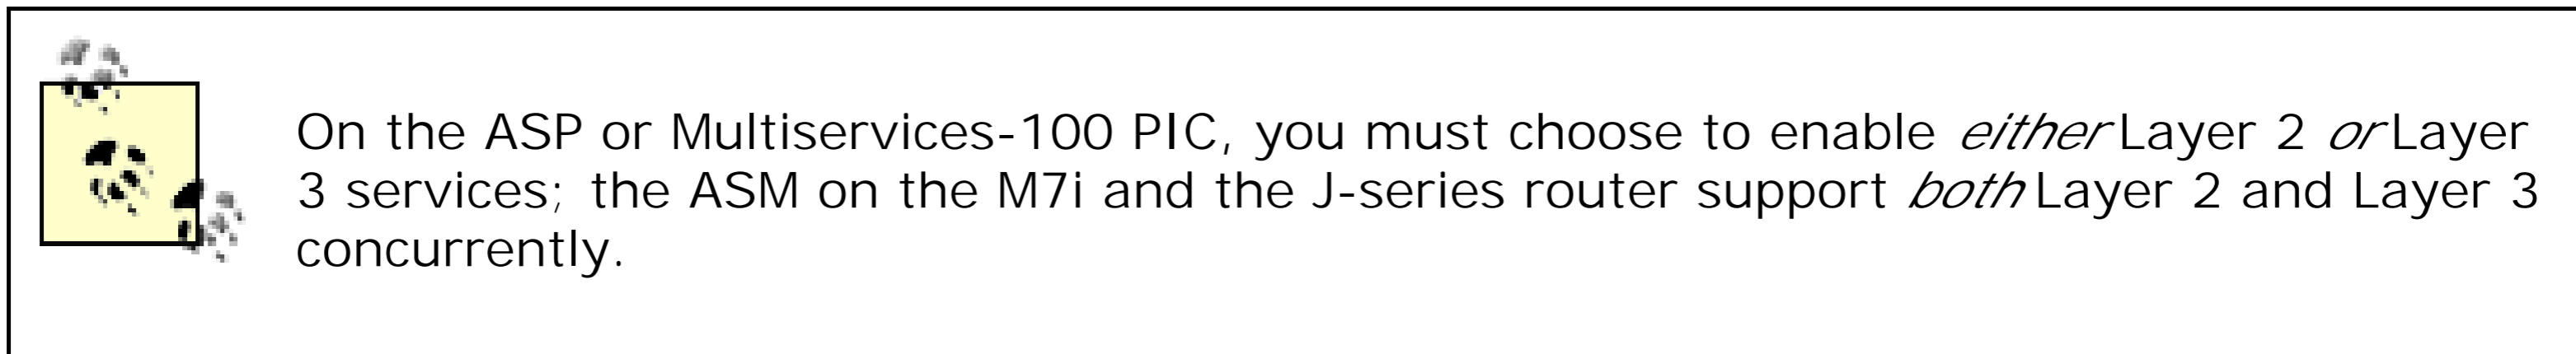 On the ASP or Multiservices-100 PIC, you must choose to enable either Layer 2 or Layer
3 services; the ASM on the M7i and the J-series router support both Layer 2 and Layer 3
concurrently.